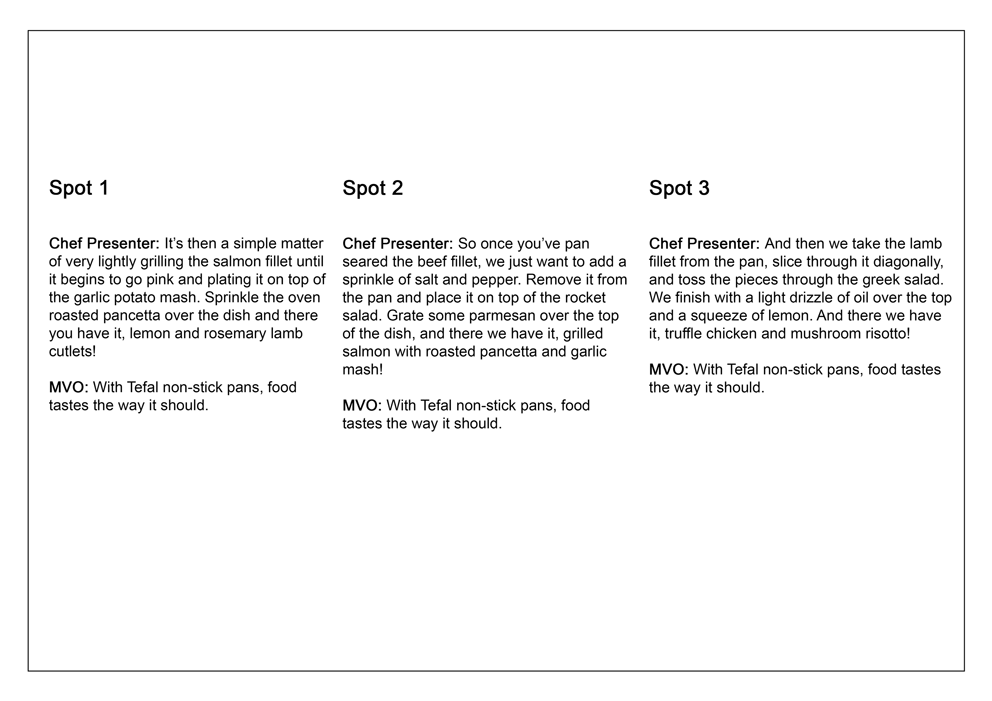 Spot 1
Chef Presenter: It’s then a simple matter
of very lightly grilling the salmon fillet until
it begins to go pink and plating it on top of
the garlic potato mash. Sprinkle the oven
roasted pancetta over the dish and there
you have it, lemon and rosemary lamb
cutlets!
MVO: With Tefal non-stick pans, food
tastes the way it should.
Spot 2
Chef Presenter: So once you’ve pan
seared the beef fillet, we just want to add a
sprinkle of salt and pepper. Remove it from
the pan and place it on top of the rocket
salad. Grate some parmesan over the top
of the dish, and there we have it, grilled
salmon with roasted pancetta and garlic
mash!
MVO: With Tefal non-stick pans, food
tastes the way it should.
Spot 3
Chef Presenter: And then we take the lamb
fillet from the pan, slice through it diagonally,
and toss the pieces through the greek salad.
We finish with a light drizzle of oil over the top
and a squeeze of lemon. And there we have
it, truffle chicken and mushroom risotto!
MVO: With Tefal non-stick pans, food tastes
the way it should.